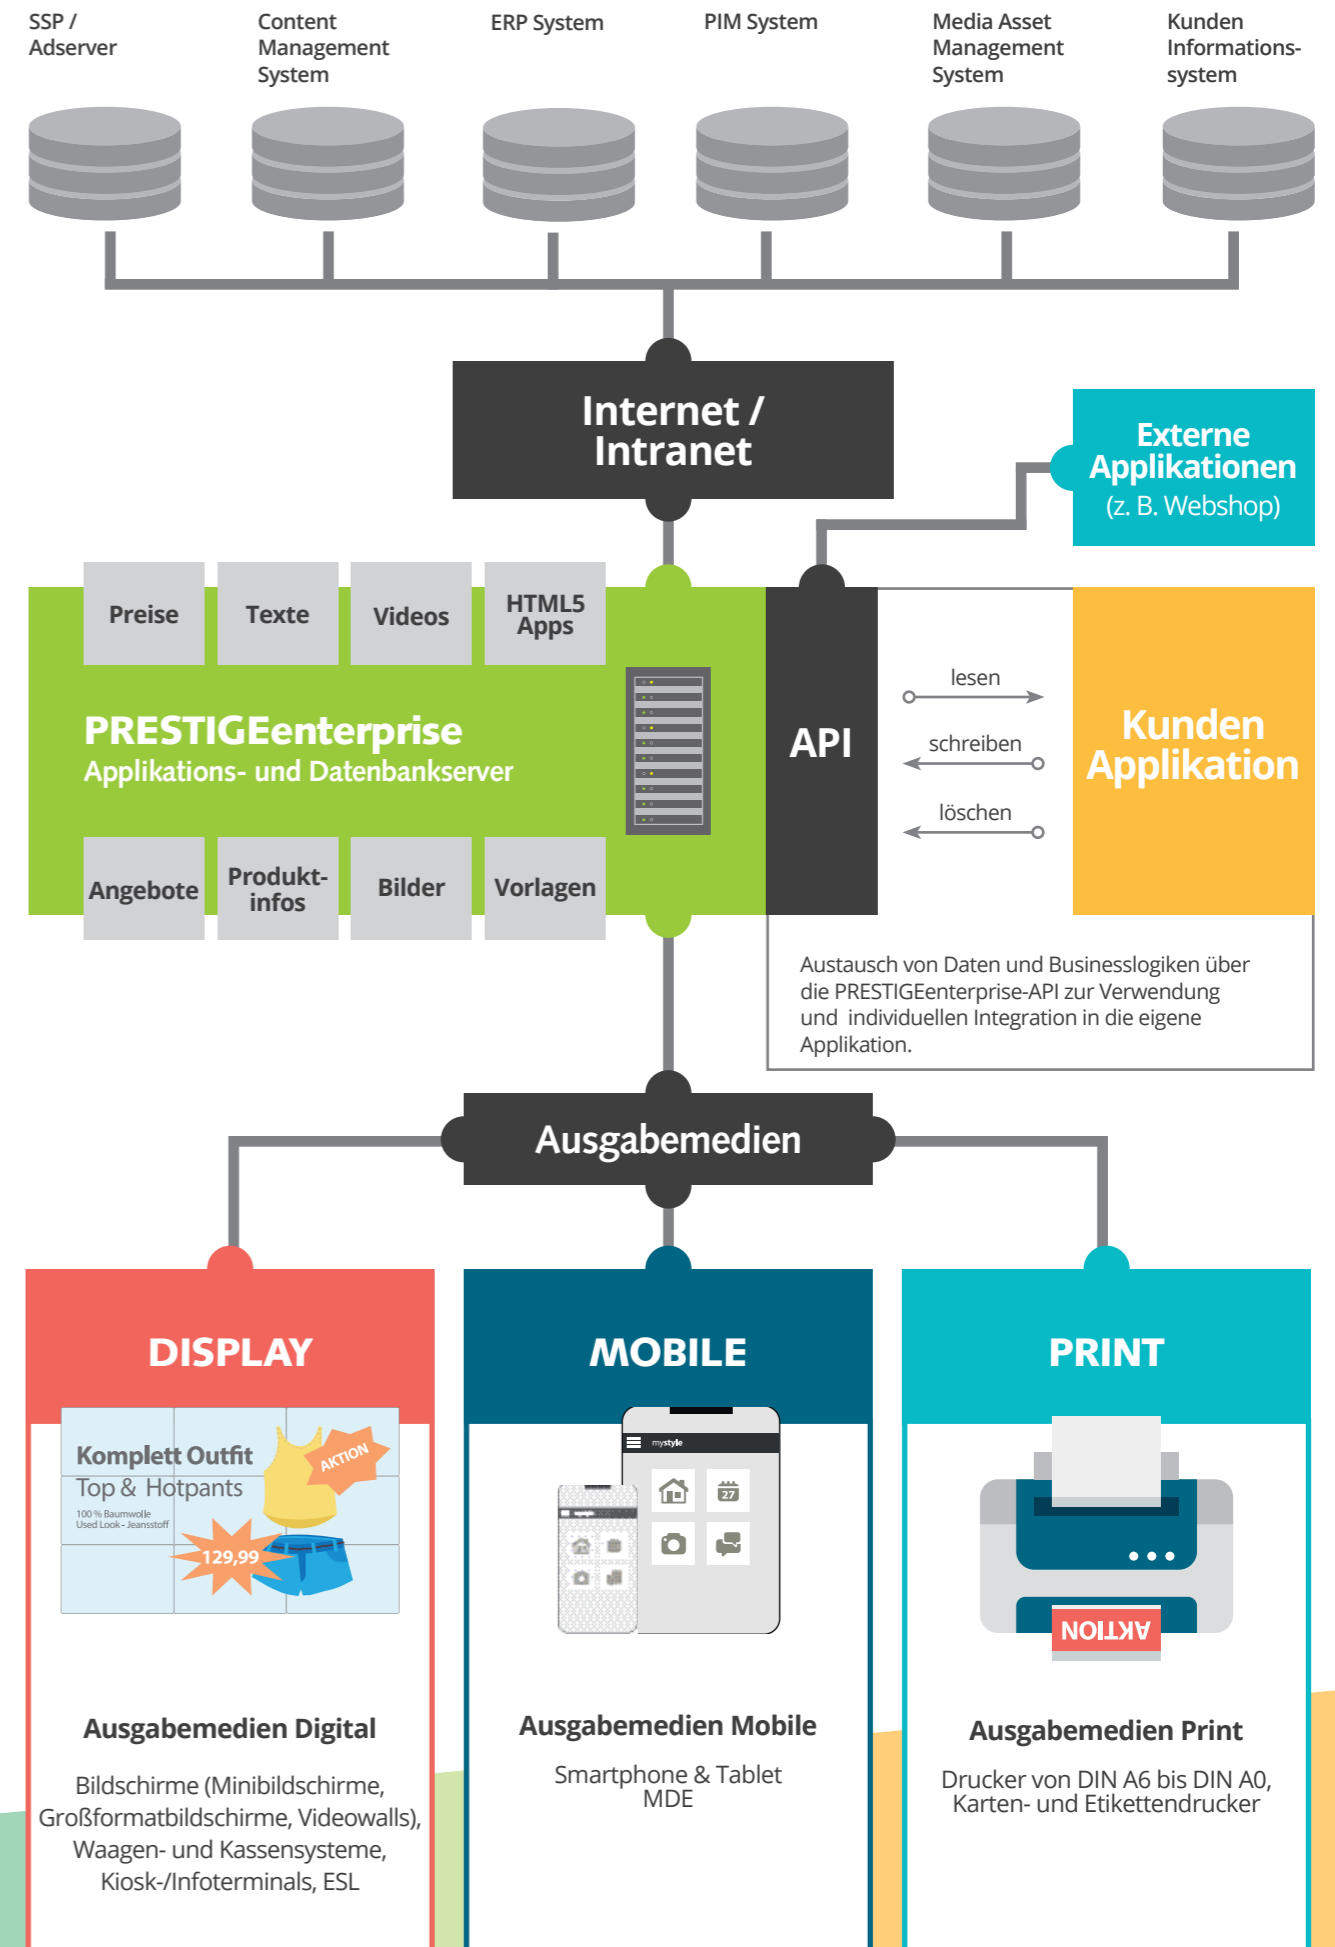 SSP /
Adserver
Content
Management
System
ERP System
PIM System
Media Asset
Management
System
Kunden
Informations-
system
Internet /
Intranet
Externe
Applikationen
(z. B. Webshop)
Preise
Texte
Videos
HTML5
Apps
PRESTIGEenterprise
Applikations- und Datenbankserver
Angebote
Produkt-
infos
Bilder
Vorlagen
API
lesen
schreiben
löschen
Kunden
Applikation
Austausch von Daten und Businesslogiken über
die PRESTIGEenterprise-API zur Verwendung
und individuellen Integration in die eigene
Applikation.
Ausgabemedien
DISPLAY
Komplett Outfit
Top & Hotpants
100 % Baumwolle
Used Look - Jeansstoff
AKTION
129,99
Ausgabemedien Digital
Bildschirme (Minibildschirme,
Großformatbildschirme, Videowalls),
Waagen- und Kassensysteme,
Kiosk-/Infoterminals, ESL
MOBILE
mystyle
27
Ausgabemedien Mobile
Smartphone & Tablet
MDE
PRINT
AKTION
Ausgabemedien Print
Drucker von DIN A6 bis DIN A0,
Karten- und Etikettendrucker